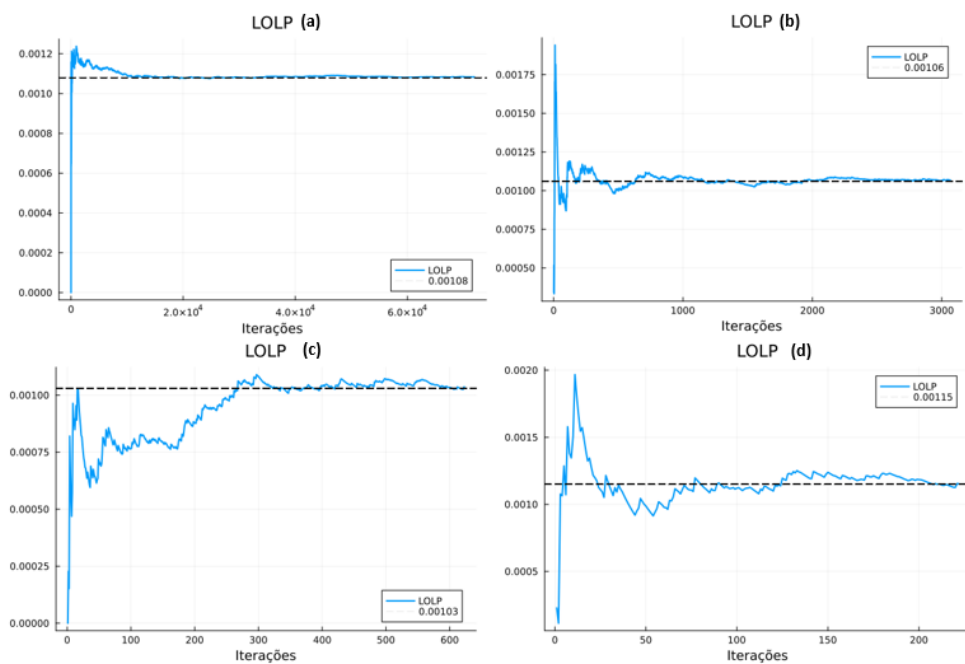 LOLP (a)
0.0012
0.0010
0.0008
0.0006
0.0004
0.0002
0.0000
LOLP
0.00108
0 2.0×10⁴ 4.0×10⁴ 6.0×10⁴
Iterações
LOLP (b)
LOLP
0.00106
0.00175
0.00150
0.00125
0.00100
0.00075
0.00050
0 1000 2000 3000
Iterações
LOLP (c)
0.00100
0.00075
0.00050
0.00025
0.00000
LOLP
0.00103
0 100 200 300 400 500 600
Iterações
LOLP (d)
LOLP
0.00115
0.0020
0.0015
0.0010
0.0005
0 50 100 150 200
Iterações